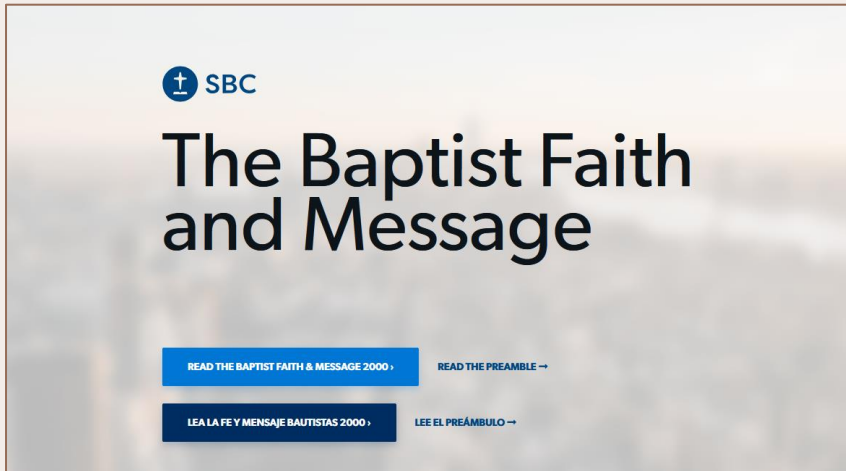 SBC
The Baptist Faith
and Message
READ THE BAPTIST FAITH & MESSAGE 2000 ›
READ THE PREAMBLE →
LEA LA FE Y MENSAJE BAUTISTAS 2000 ›
LEE EL PREÁMBULO →